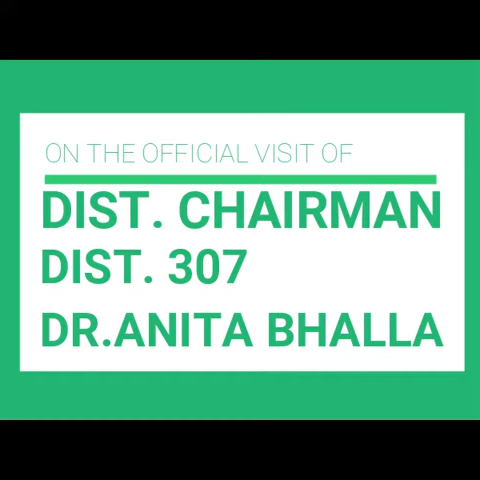 ON THE OFFICIAL VISIT OF
DIST. CHAIRMAN
DIST. 307
DR.ANITA BHALLA